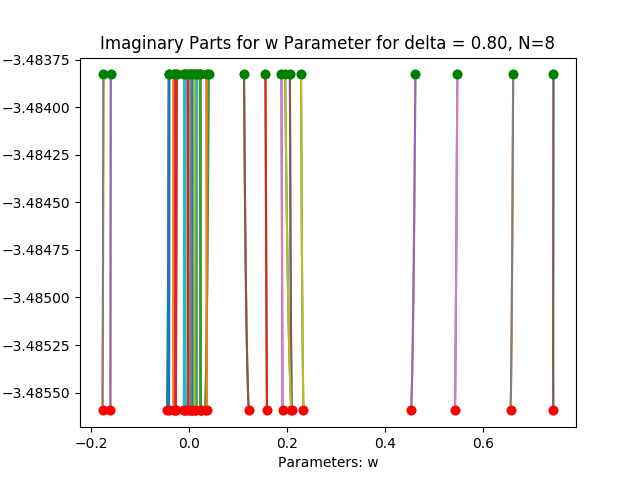 Imaginary Parts for w Parameter for delta = 0.80, N=8
−3.48375
−3.48400
−3.48425
−3.48450
−3.48475
−3.48500
−3.48525
−3.48550
−0.2 0.0 0.2 0.4 0.6
Parameters: w